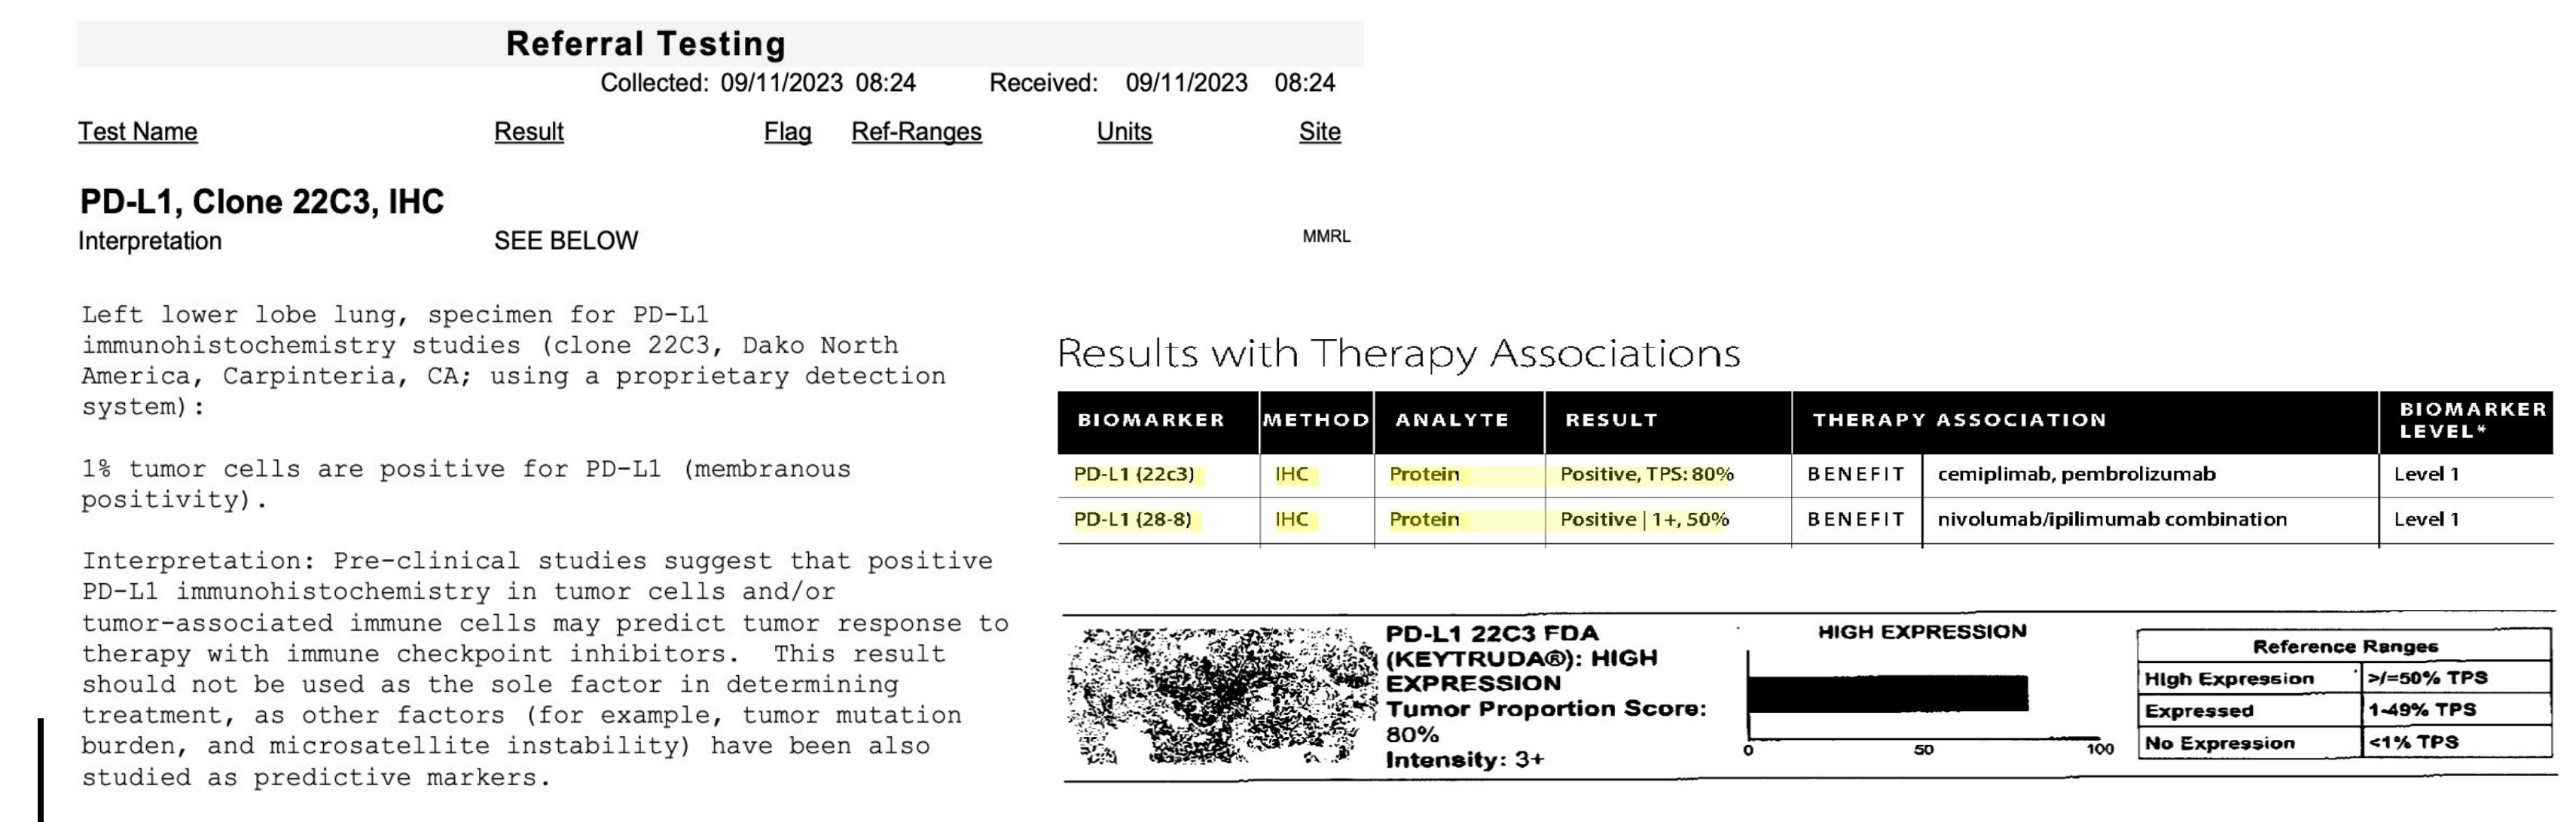 Referral Testing
Collected: 09/11/2023 08:24 Received: 09/11/2023 08:24
Test Name Result Flag Ref-Ranges Units Site
PD-L1, Clone 22C3, IHC
Interpretation SEE BELOW MMRL
Left lower lobe lung, specimen for PD-L1
immunohistochemistry studies (clone 22C3, Dako North
America, Carpinteria, CA; using a proprietary detection
system):
1% tumor cells are positive for PD-L1 (membranous
positivity).
Interpretation: Pre-clinical studies suggest that positive
PD-L1 immunohistochemistry in tumor cells and/or
tumor-associated immune cells may predict tumor response to
therapy with immune checkpoint inhibitors. This result
should not be used as the sole factor in determining
treatment, as other factors (for example, tumor mutation
burden, and microsatellite instability) have been also
studied as predictive markers.
Results with Therapy Associations
BIOMARKER METHOD ANALYTE RESULT THERAPY ASSOCIATION BIOMARKER
LEVEL*
PD-L1 (22c3) IHC Protein Positive, TPS: 80% BENEFIT cemiplimab, pembrolizumab Level 1
PD-L1 (28-8) IHC Protein Positive | 1+, 50% BENEFIT nivolumab/ipilimumab combination Level 1
PD-L1 22C3 FDA
(KEYTRUDA®): HIGH
EXPRESSION
Tumor Proportion Score:
80%
Intensity: 3+
HIGH EXPRESSION
0 50 100
Reference Ranges
High Expression >/=50% TPS
Expressed 1-49% TPS
No Expression <1% TPS